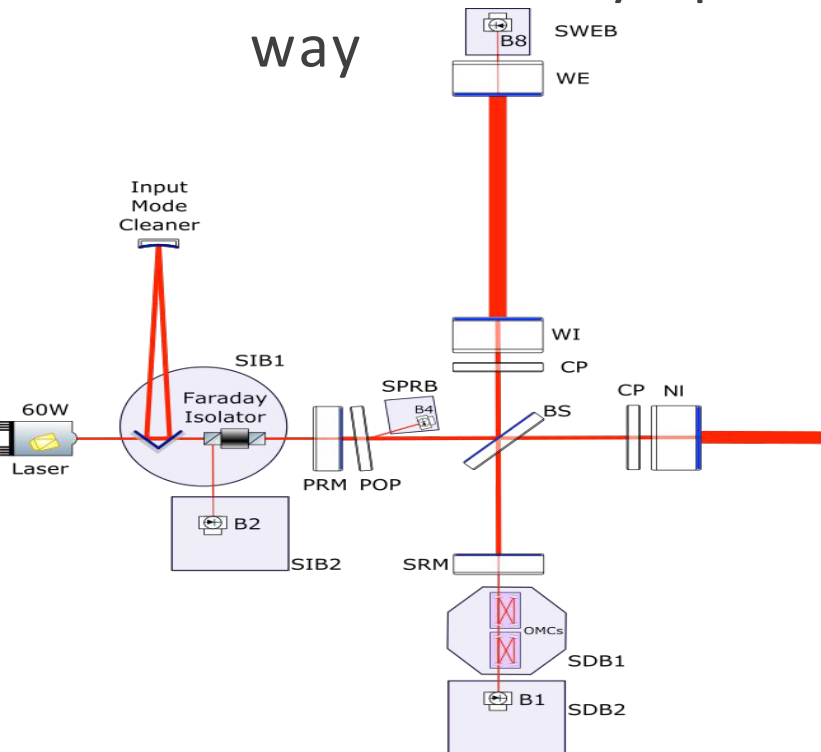 way
B8
SWEB
WE
Input
Mode
Cleaner
WI
SIB1
CP
SPRB
CP
NI
Faraday
Isolator
60W
B4
BS
Laser
PRM
POP
B2
SRM
SIB2
OMCs
SDB1
B1
SDB2